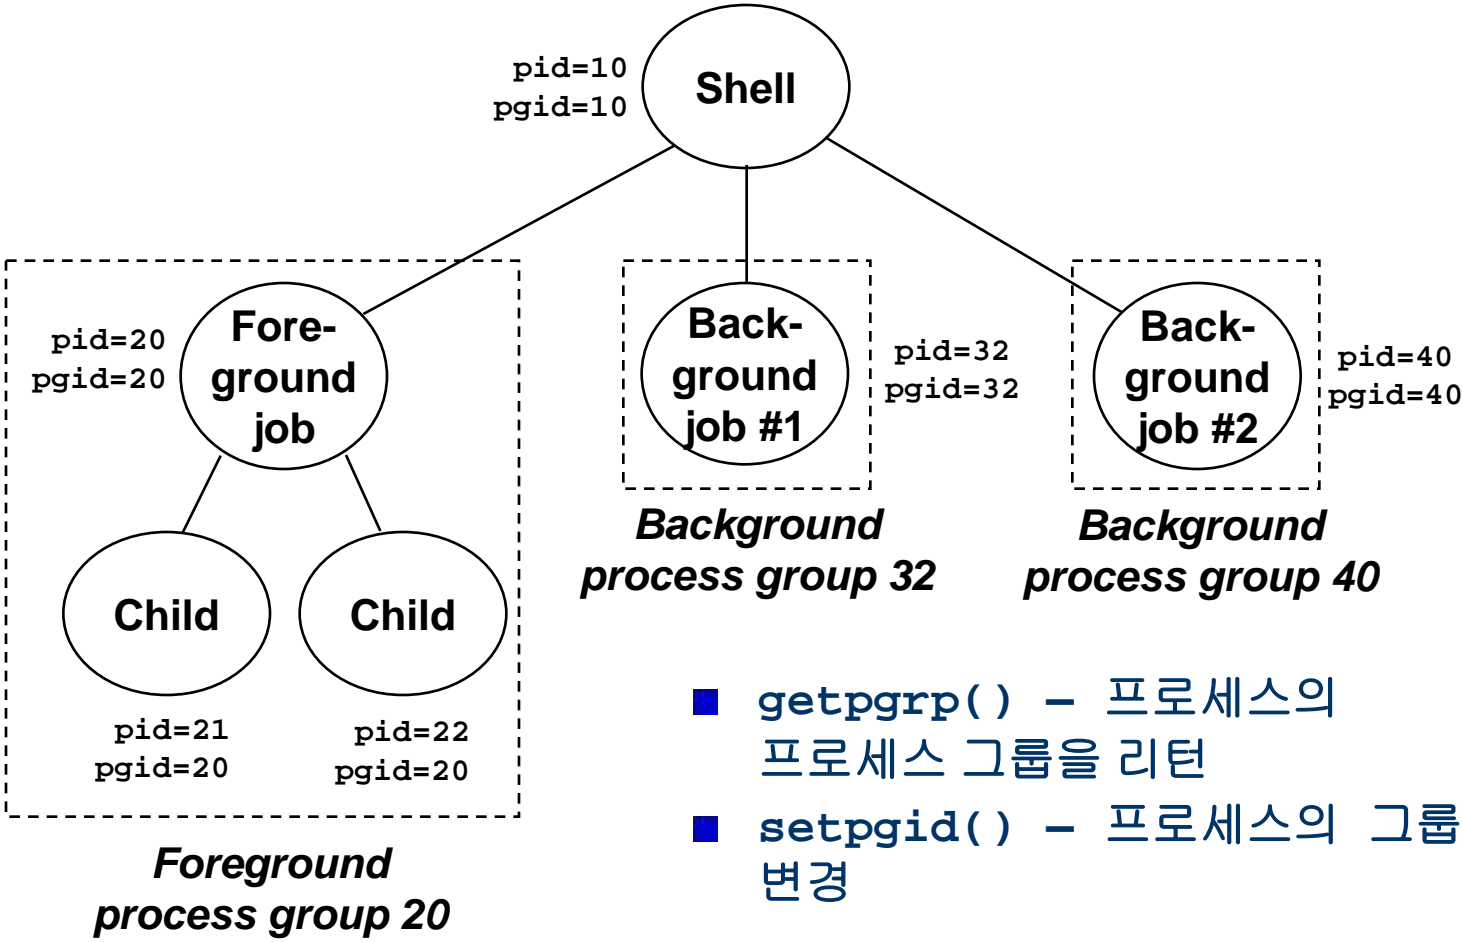 pid=10
pgid=10
Shell
pid=20
pgid=20
Fore-
ground
job
Back-
ground
job #1
pid=32
pgid=32
Back-
ground
job #2
pid=40
pgid=40
Background
process group 32
Background
process group 40
Child
Child
pid=21
pgid=20
pid=22
pgid=20
Foreground
process group 20
getpgrp() – 프로세스의
프로세스 그룹을 리턴
setpgid() – 프로세스의 그룹
변경